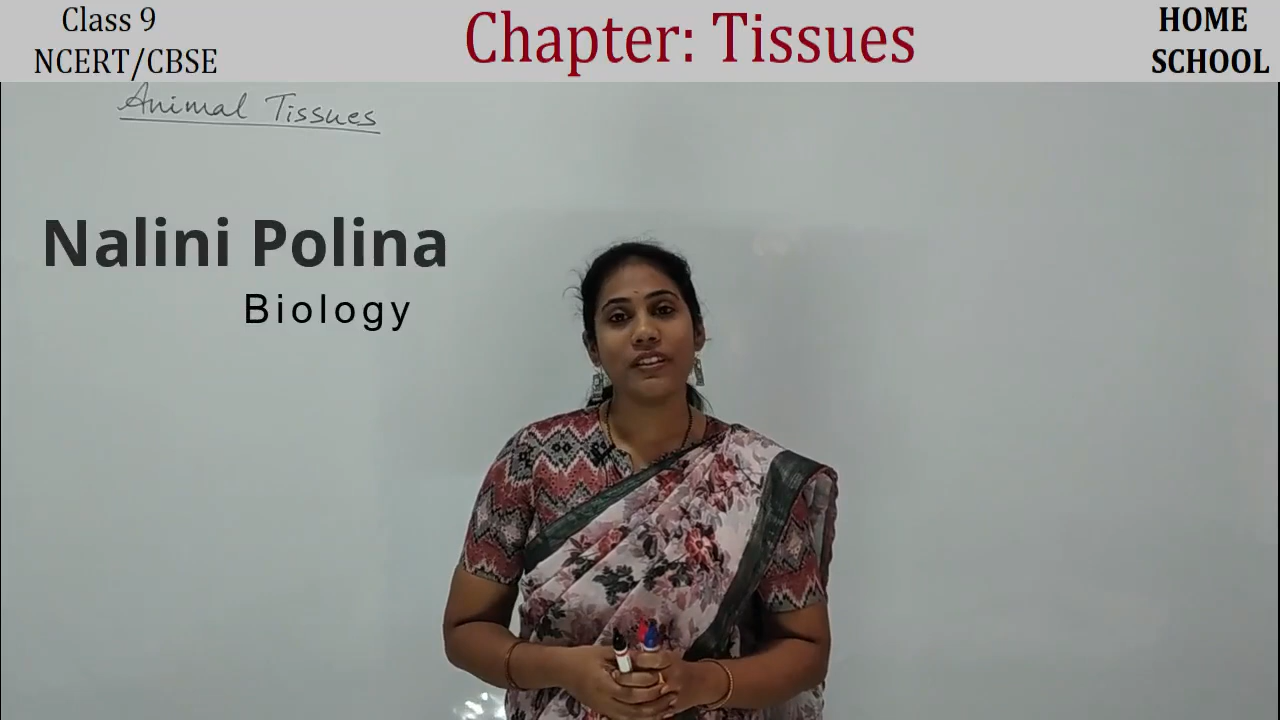 Class 9
NCERT/CBSE
Chapter: Tissues
HOME
SCHOOL
Animal Tissues
Nalini Polina
Biology